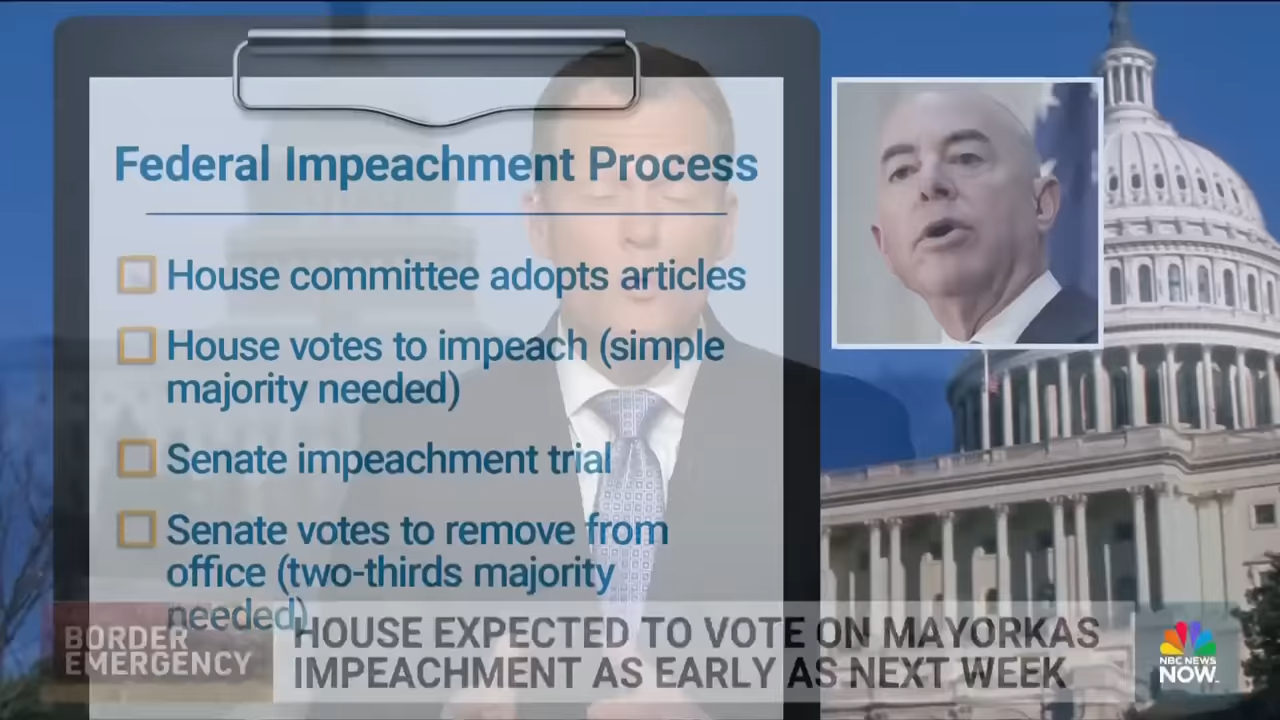 Federal Impeachment Process
House committee adopts articles
House votes to impeach (simple
majority needed)
Senate impeachment trial
Senate votes to remove from
office (two-thirds majority
needed)
BORDER
EMERGENCY
HOUSE EXPECTED TO VOTE ON MAYORKAS
IMPEACHMENT AS EARLY AS NEXT WEEK
NBC NEWS
NOW